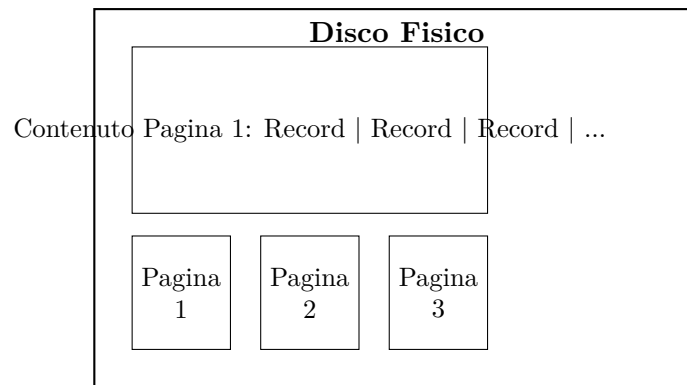 Disco Fisico
Contenuto Pagina 1: Record | Record | Record | ...
Pagina
1
Pagina
2
Pagina
3